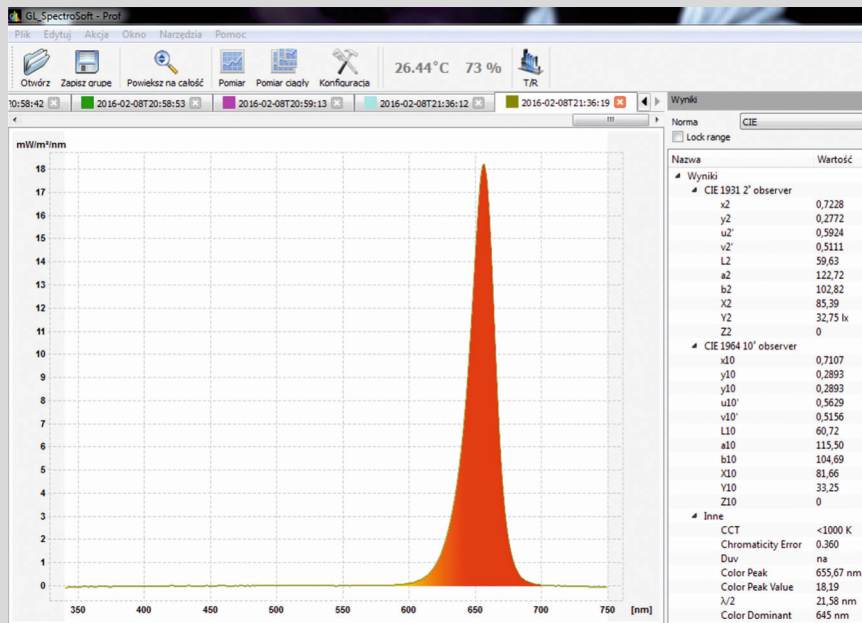 GL_SpectroSoft - Prof
Plik Edytuj Akcja Okno Narzędzia Pomoc
26.44°C 73 %
Otwórz Zapisz grupe Powieksz na całość Pomiar Pomiar ciągły Konfiguracja T/R
20:58:42 2016-02-08T20:58:53 2016-02-08T20:59:13 2016-02-08T21:36:12 2016-02-08T21:36:19
mW/m²/nm
18
17
16
15
14
13
12
11
10
9
8
7
6
5
4
3
2
1
0
350 400 450 500 550 600 650 700 750 [nm]
Wyniki
Norma CIE
Lock range
Nazwa Wartość
Wyniki
CIE 1931 2° observer
x2 0,7228
y2 0,2772
u2' 0,5924
v2' 0,5111
L2 59,63
a2 122,72
b2 102,82
X2 85,39
Y2 32,75 lx
Z2 0
CIE 1964 10° observer
x10 0,7107
y10 0,2893
y10 0,2893
u10' 0,5629
v10' 0,5156
L10 60,72
a10 115,50
b10 104,69
X10 81,66
Y10 33,25
Z10 0
Inne
CCT <1000 K
Chromaticity Error 0.360
Duv na
Color Peak 655,67 nm
Color Peak Value 18,19
λ/2 21,58 nm
Color Dominant 645 nm